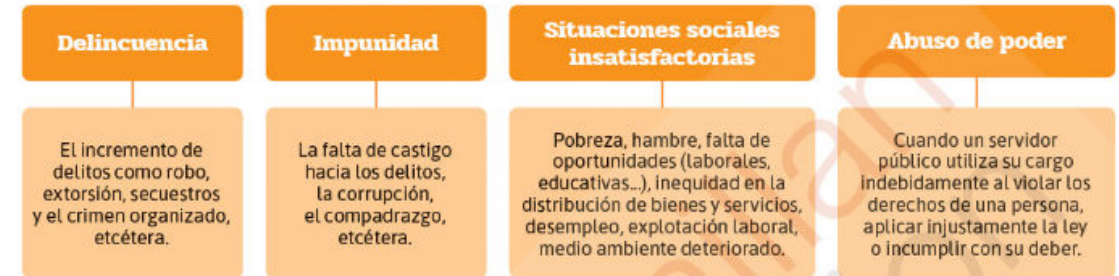 Delincuencia
El incremento de
delitos como robo,
extorsión, secuestros
y el crimen organizado,
etcétera.
Impunidad
La falta de castigo
hacia los delitos,
la corrupción,
el compadrazgo,
etcétera.
Situaciones sociales
insatisfactorias
Pobreza, hambre, falta de
oportunidades (laborales,
educativas...), inequidad en la
distribución de bienes y servicios,
desempleo, explotación laboral,
medio ambiente deteriorado.
Abuso de poder
Cuando un servidor
público utiliza su cargo
indebidamente al violar los
derechos de una persona,
aplicar injustamente la ley
o incumplir con su deber.